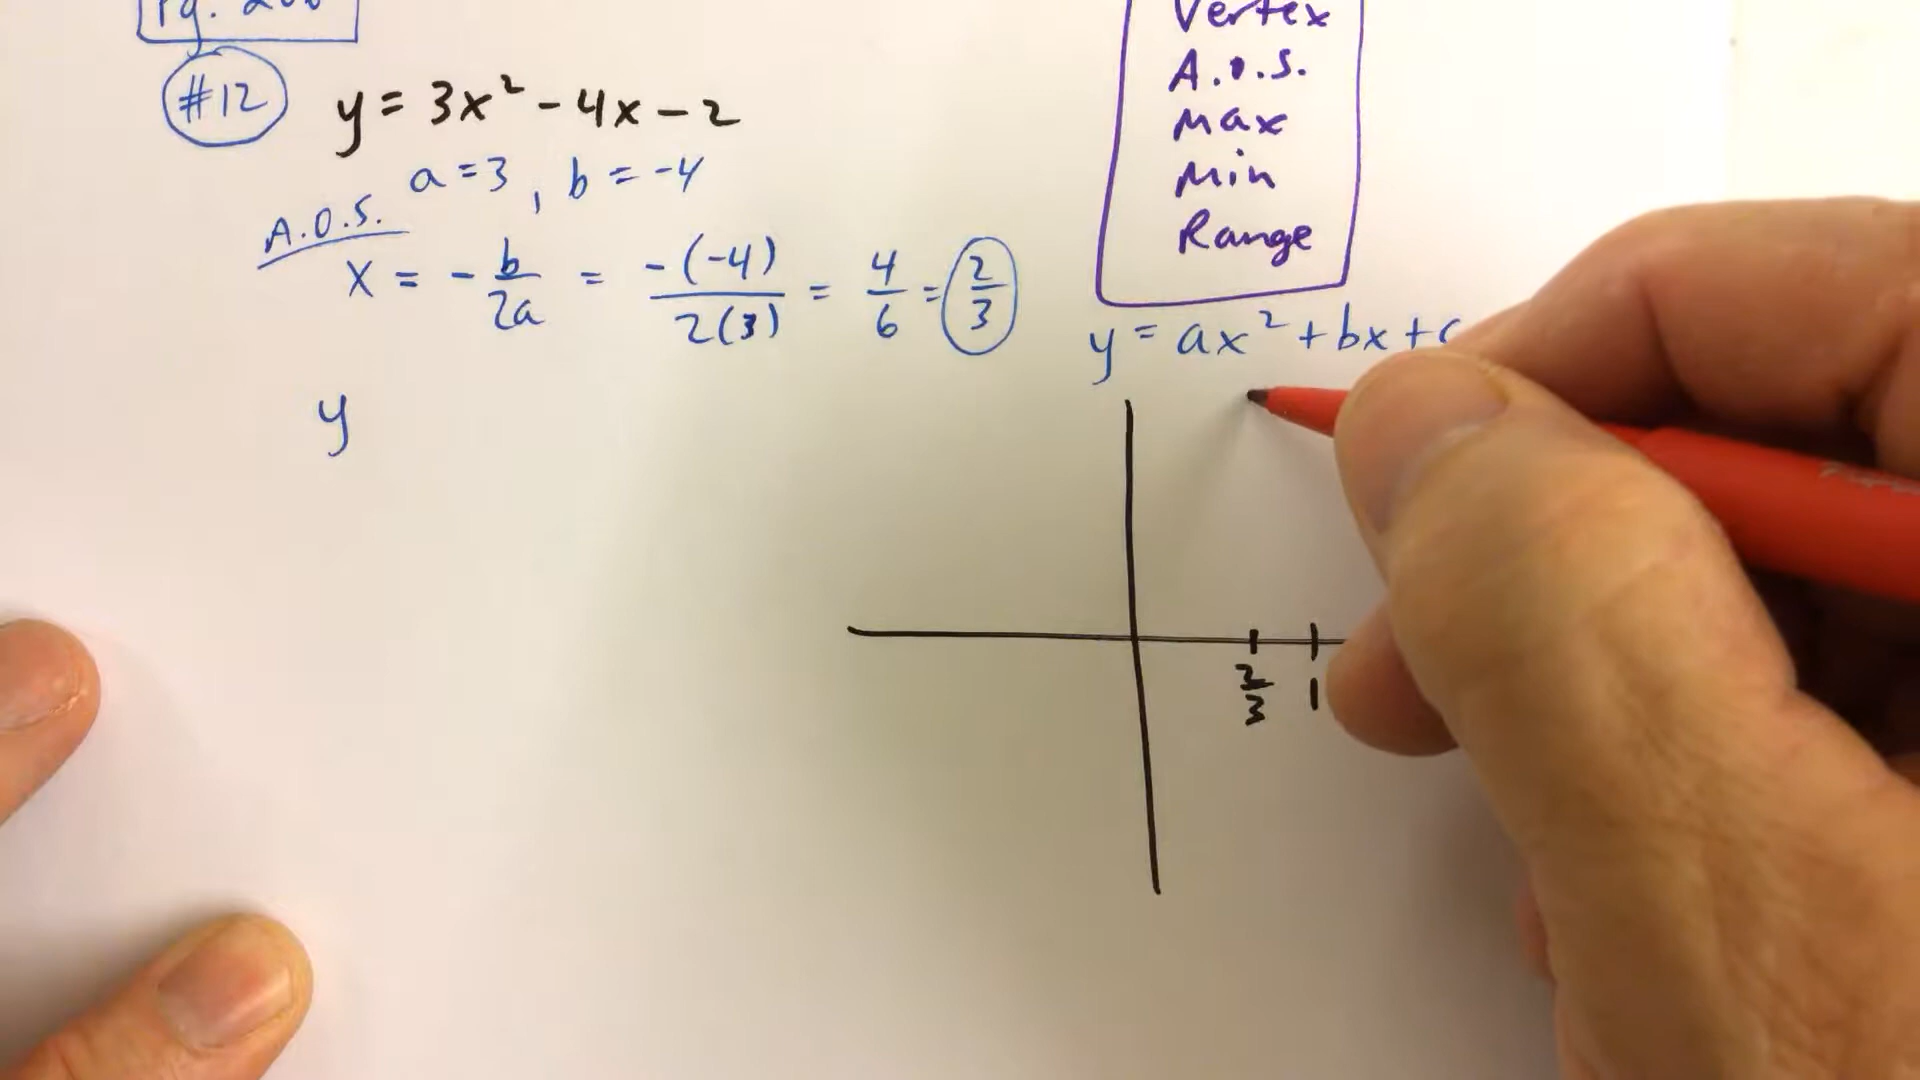 #12 y = 3x² - 4x - 2
a = 3, b = -4
A.O.S.
x = - b/2a = -(-4)/2(3) = 4/6 = 2/3
y
Vertex
A.O.S.
Max
Min
Range
y = ax² + bx + c
2/3 1